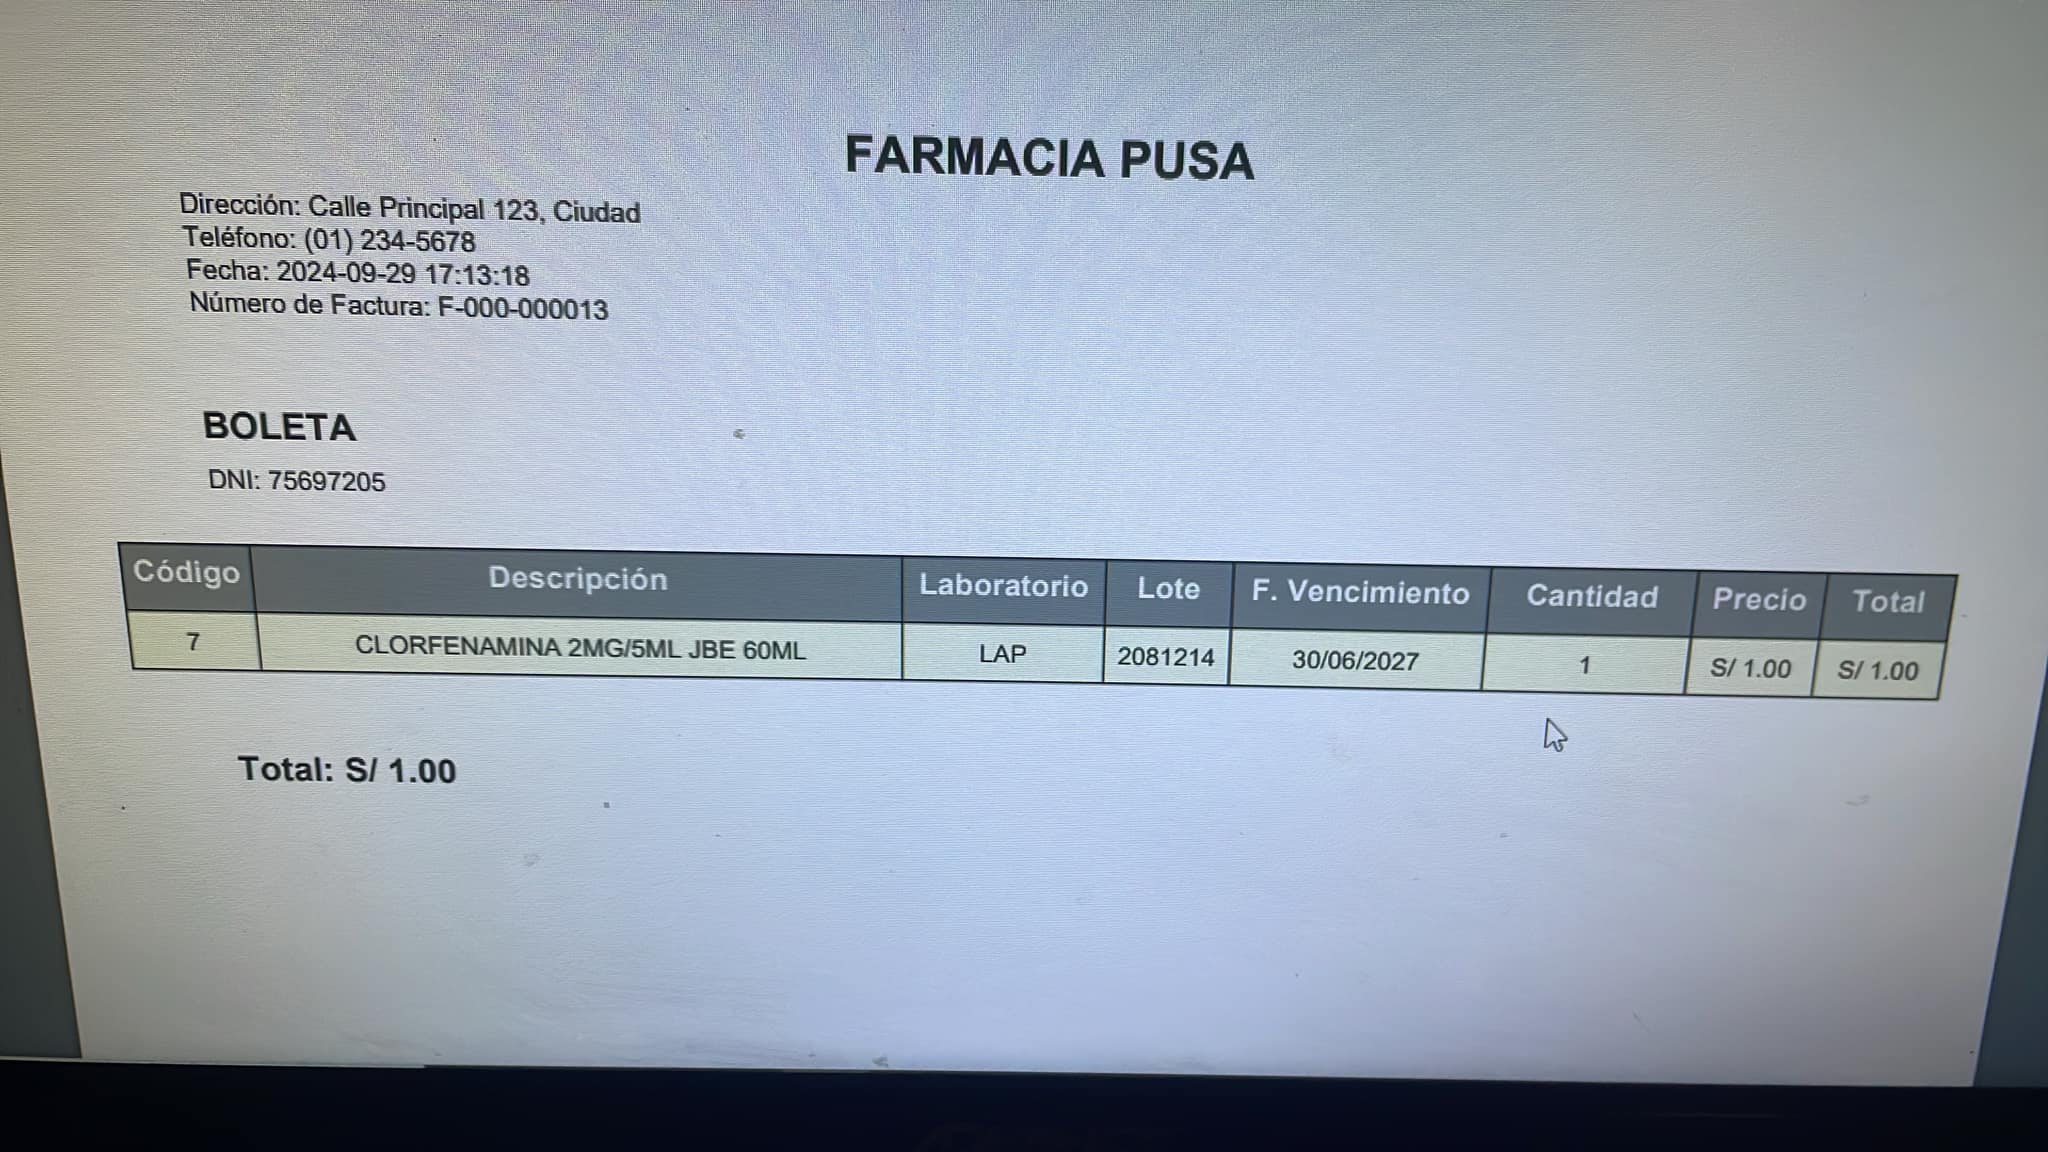 FARMACIA PUSA
Dirección: Calle Principal 123, Ciudad
Teléfono: (01) 234-5678
Fecha: 2024-09-29 17:13:18
Número de Factura: F-000-000013
BOLETA
DNI: 75697205
Código Descripción Laboratorio Lote F. Vencimiento Cantidad Precio Total
7 CLORFENAMINA 2MG/5ML JBE 60ML LAP 2081214 30/06/2027 1 S/ 1.00 S/ 1.00
Total: S/ 1.00